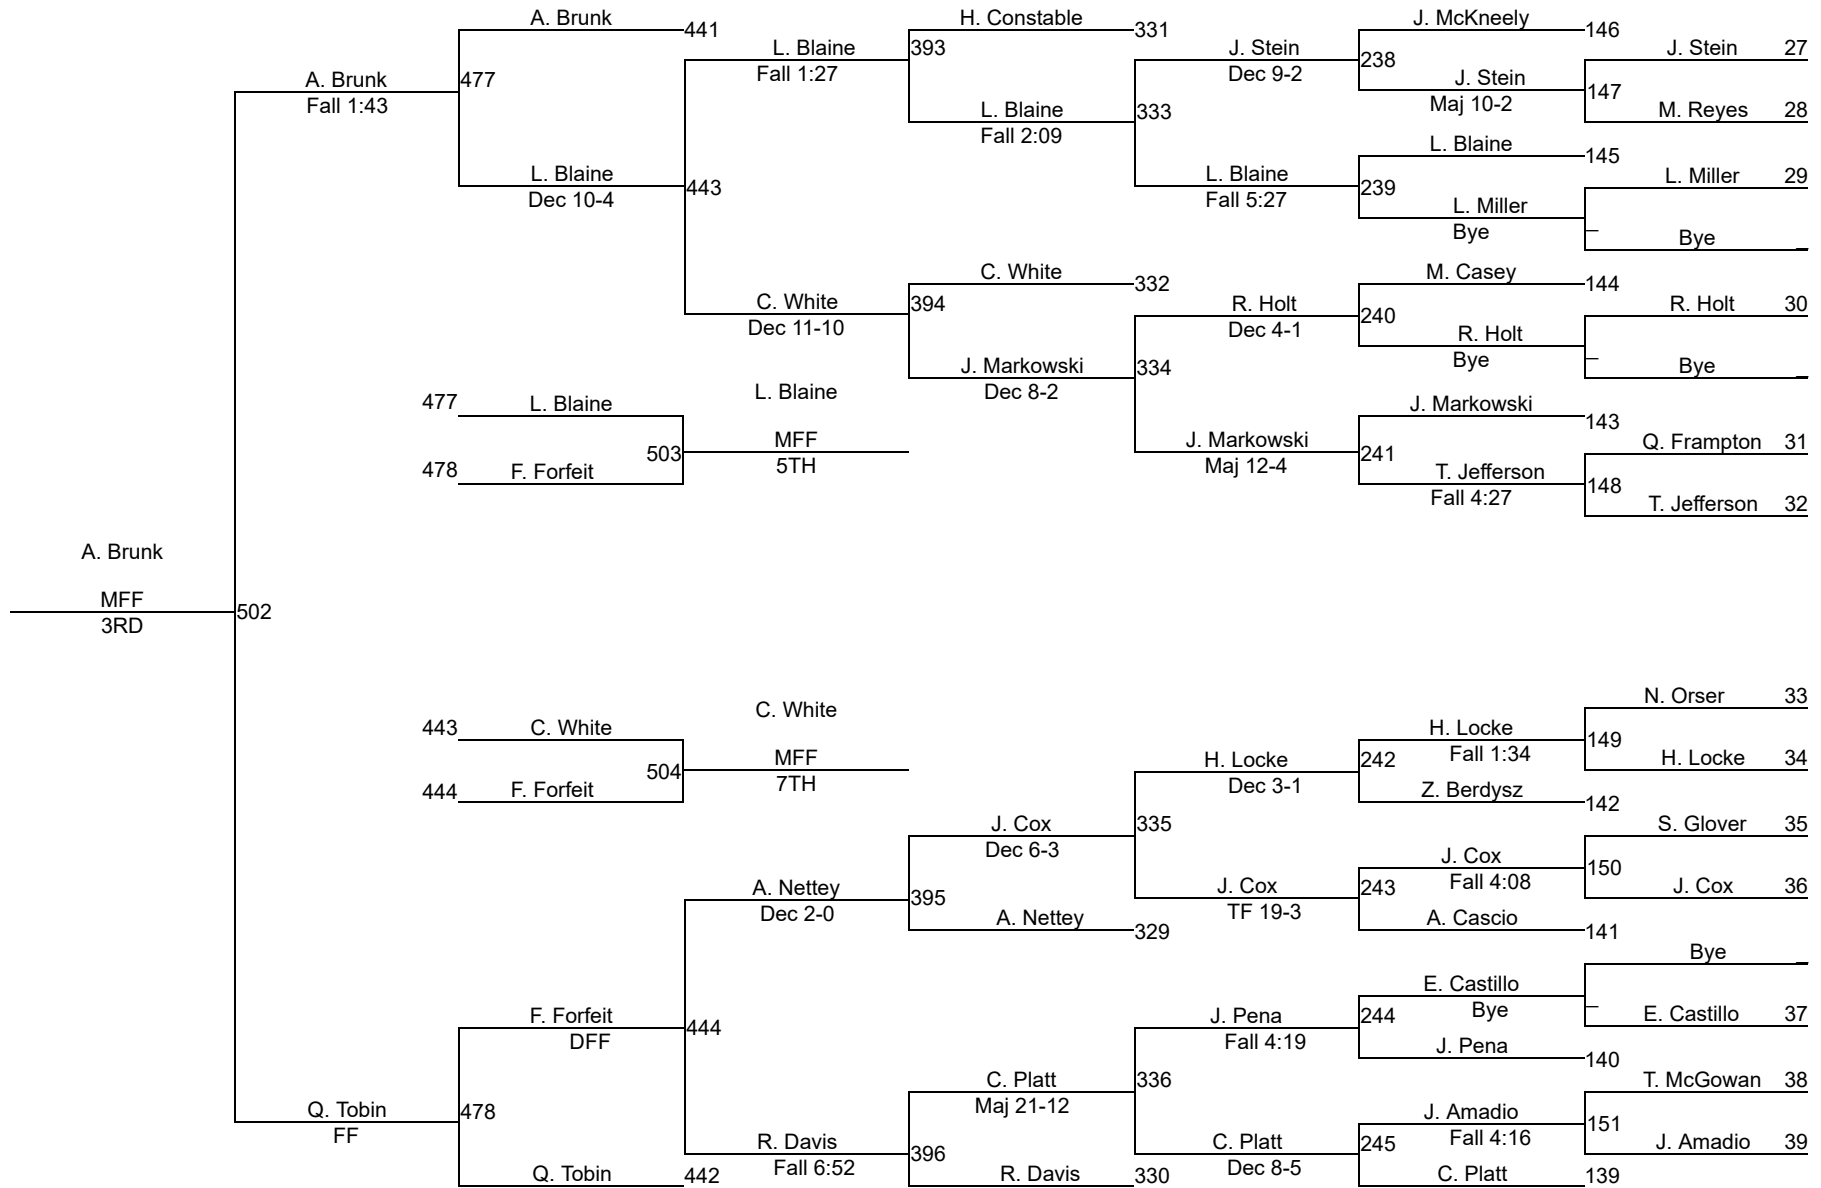 A. Brunk
441
H. Constable
331
J. McKneely
146
L. Blaine
393
J. Stein
238
J. Stein 27
Fall 1:27
Dec 9-2
A. Brunk
477
J. Stein
147
Fall 1:43
Maj 10-2
L. Blaine
333
M. Reyes 28
Fall 2:09
L. Blaine
145
L. Blaine
443
L. Blaine
239
L. Miller 29
Dec 10-4
Fall 5:27
L. Miller
Bye
_
Bye _
C. White
332
M. Casey
144
C. White
394
R. Holt
240
R. Holt 30
Dec 11-10
Dec 4-1
R. Holt
Bye
_
Bye _
J. Markowski
334
Dec 8-2
L. Blaine
477 L. Blaine
J. Markowski
143
MFF
J. Markowski
241
Q. Frampton 31
503
5TH
Maj 12-4
478 F. Forfeit
T. Jefferson
148
Fall 4:27
T. Jefferson 32
A. Brunk
MFF
502
3RD
N. Orser 33
C. White
443 C. White
H. Locke
149
MFF
H. Locke
242
Fall 1:34
H. Locke 34
504
7TH
Dec 3-1
444 F. Forfeit
Z. Berdysz
142
J. Cox
335
S. Glover 35
Dec 6-3
J. Cox
150
A. Nettey
395
J. Cox
243
Fall 4:08
J. Cox 36
Dec 2-0
TF 19-3
A. Nettey
329
A. Cascio
141
Bye _
E. Castillo
_
F. Forfeit
444
J. Pena
244
Bye
E. Castillo 37
DFF
Fall 4:19
J. Pena
140
C. Platt
336
T. McGowan 38
Maj 21-12
Q. Tobin
478
J. Amadio
151
FF
R. Davis
396
C. Platt
245
Fall 4:16
J. Amadio 39
Fall 6:52
Dec 8-5
Q. Tobin
442
R. Davis
330
C. Platt
139